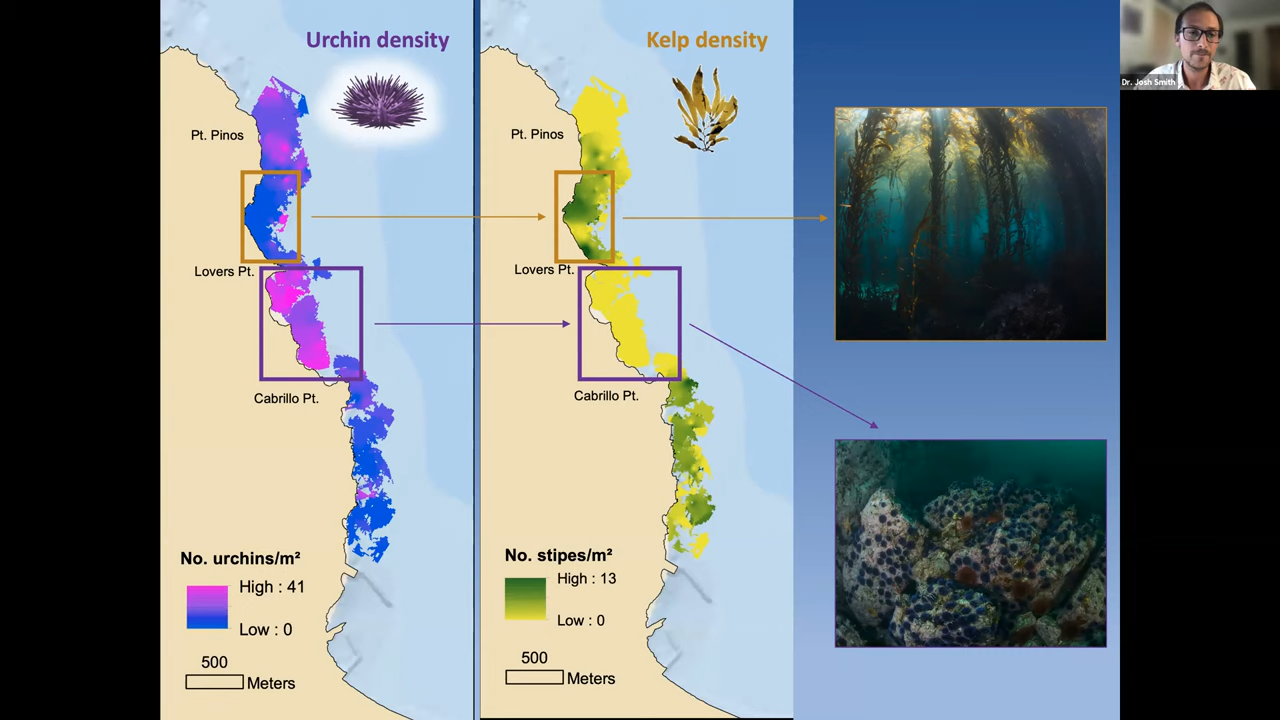 Urchin density
Pt. Pinos
Lovers Pt.
Cabrillo Pt.
No. urchins/m²
High : 41
Low : 0
500
Meters
Kelp density
Pt. Pinos
Lovers Pt.
Cabrillo Pt.
No. stipes/m²
High : 13
Low : 0
500
Meters
Dr. Josh Smith